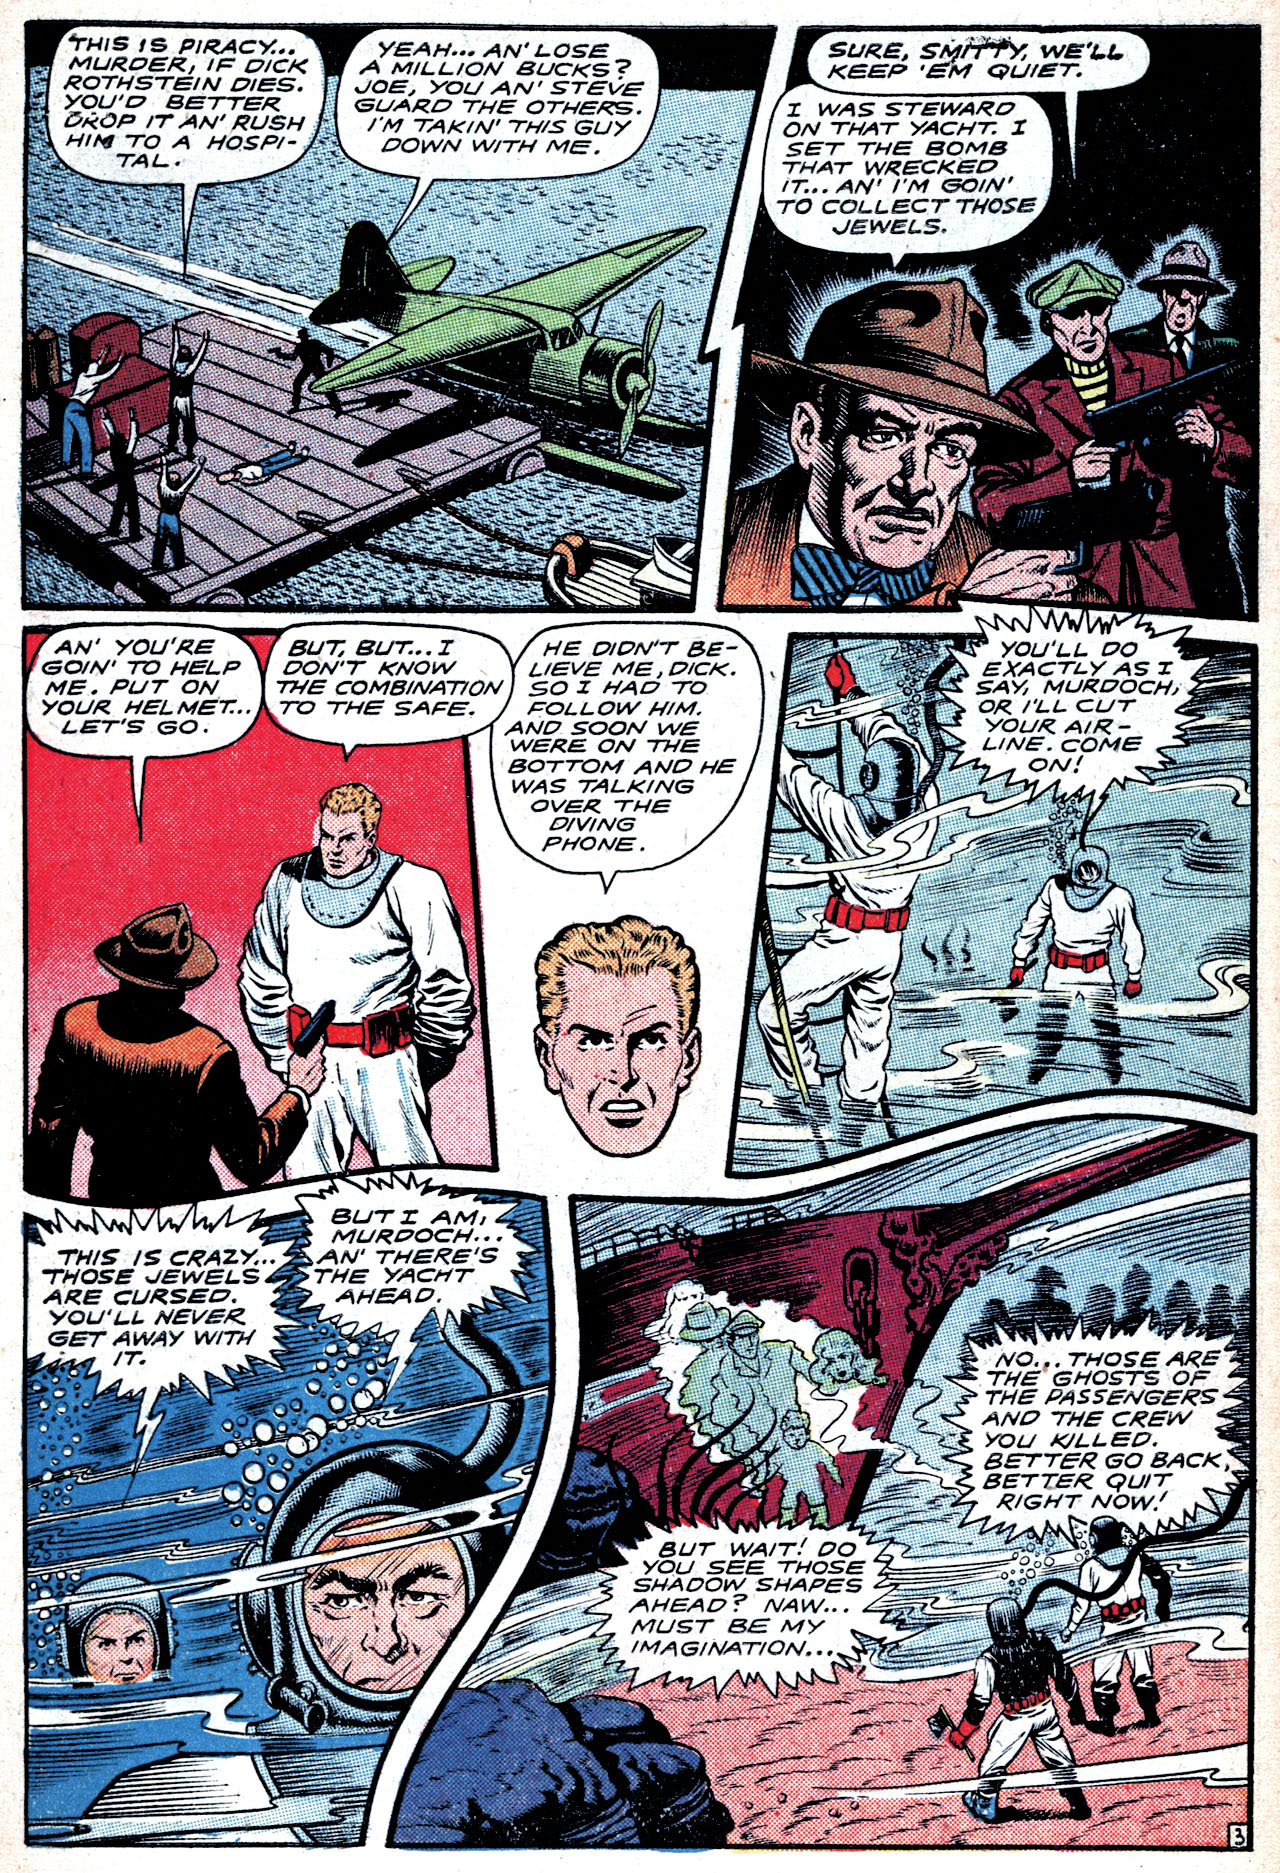 THIS IS PIRACY...
MURDER, IF DICK
ROTHSTEIN DIES.
YOU'D BETTER
DROP IT AN' RUSH
HIM TO A HOSPI-
TAL.
YEAH... AN' LOSE
A MILLION BUCKS?
JOE, YOU AN' STEVE
GUARD THE OTHERS.
I'M TAKIN' THIS GUY
DOWN WITH ME.
SURE, SMITTY, WE'LL
KEEP 'EM QUIET.
I WAS STEWARD
ON THAT YACHT. I
SET THE BOMB
THAT WRECKED
IT... AN' I'M GOIN'
TO COLLECT THOSE
JEWELS.
AN' YOU'RE
GOIN' TO HELP
ME. PUT ON
YOUR HELMET...
LET'S GO.
BUT, BUT... I
DON'T KNOW
THE COMBINATION
TO THE SAFE.
HE DIDN'T BE-
LIEVE ME, DICK.
SO I HAD TO
FOLLOW HIM.
AND SOON WE
WERE ON THE
BOTTOM AND HE
WAS TALKING
OVER THE
DIVING
PHONE.
YOU'LL DO
EXACTLY AS I
SAY, MURDOCH,
OR I'LL CUT
YOUR AIR-
LINE. COME
ON!
THIS IS CRAZY...
THOSE JEWELS
ARE CURSED.
YOU'LL NEVER
GET AWAY WITH
IT.
BUT I AM,
MURDOCH...
AN' THERE'S
THE YACHT
AHEAD.
BUT WAIT! DO
YOU SEE THOSE
SHADOW SHAPES
AHEAD? NAW...
MUST BE MY
IMAGINATION...
NO... THOSE ARE
THE GHOSTS OF
THE PASSENGERS
AND THE CREW
YOU KILLED.
BETTER GO BACK,
BETTER QUIT
RIGHT NOW!
3